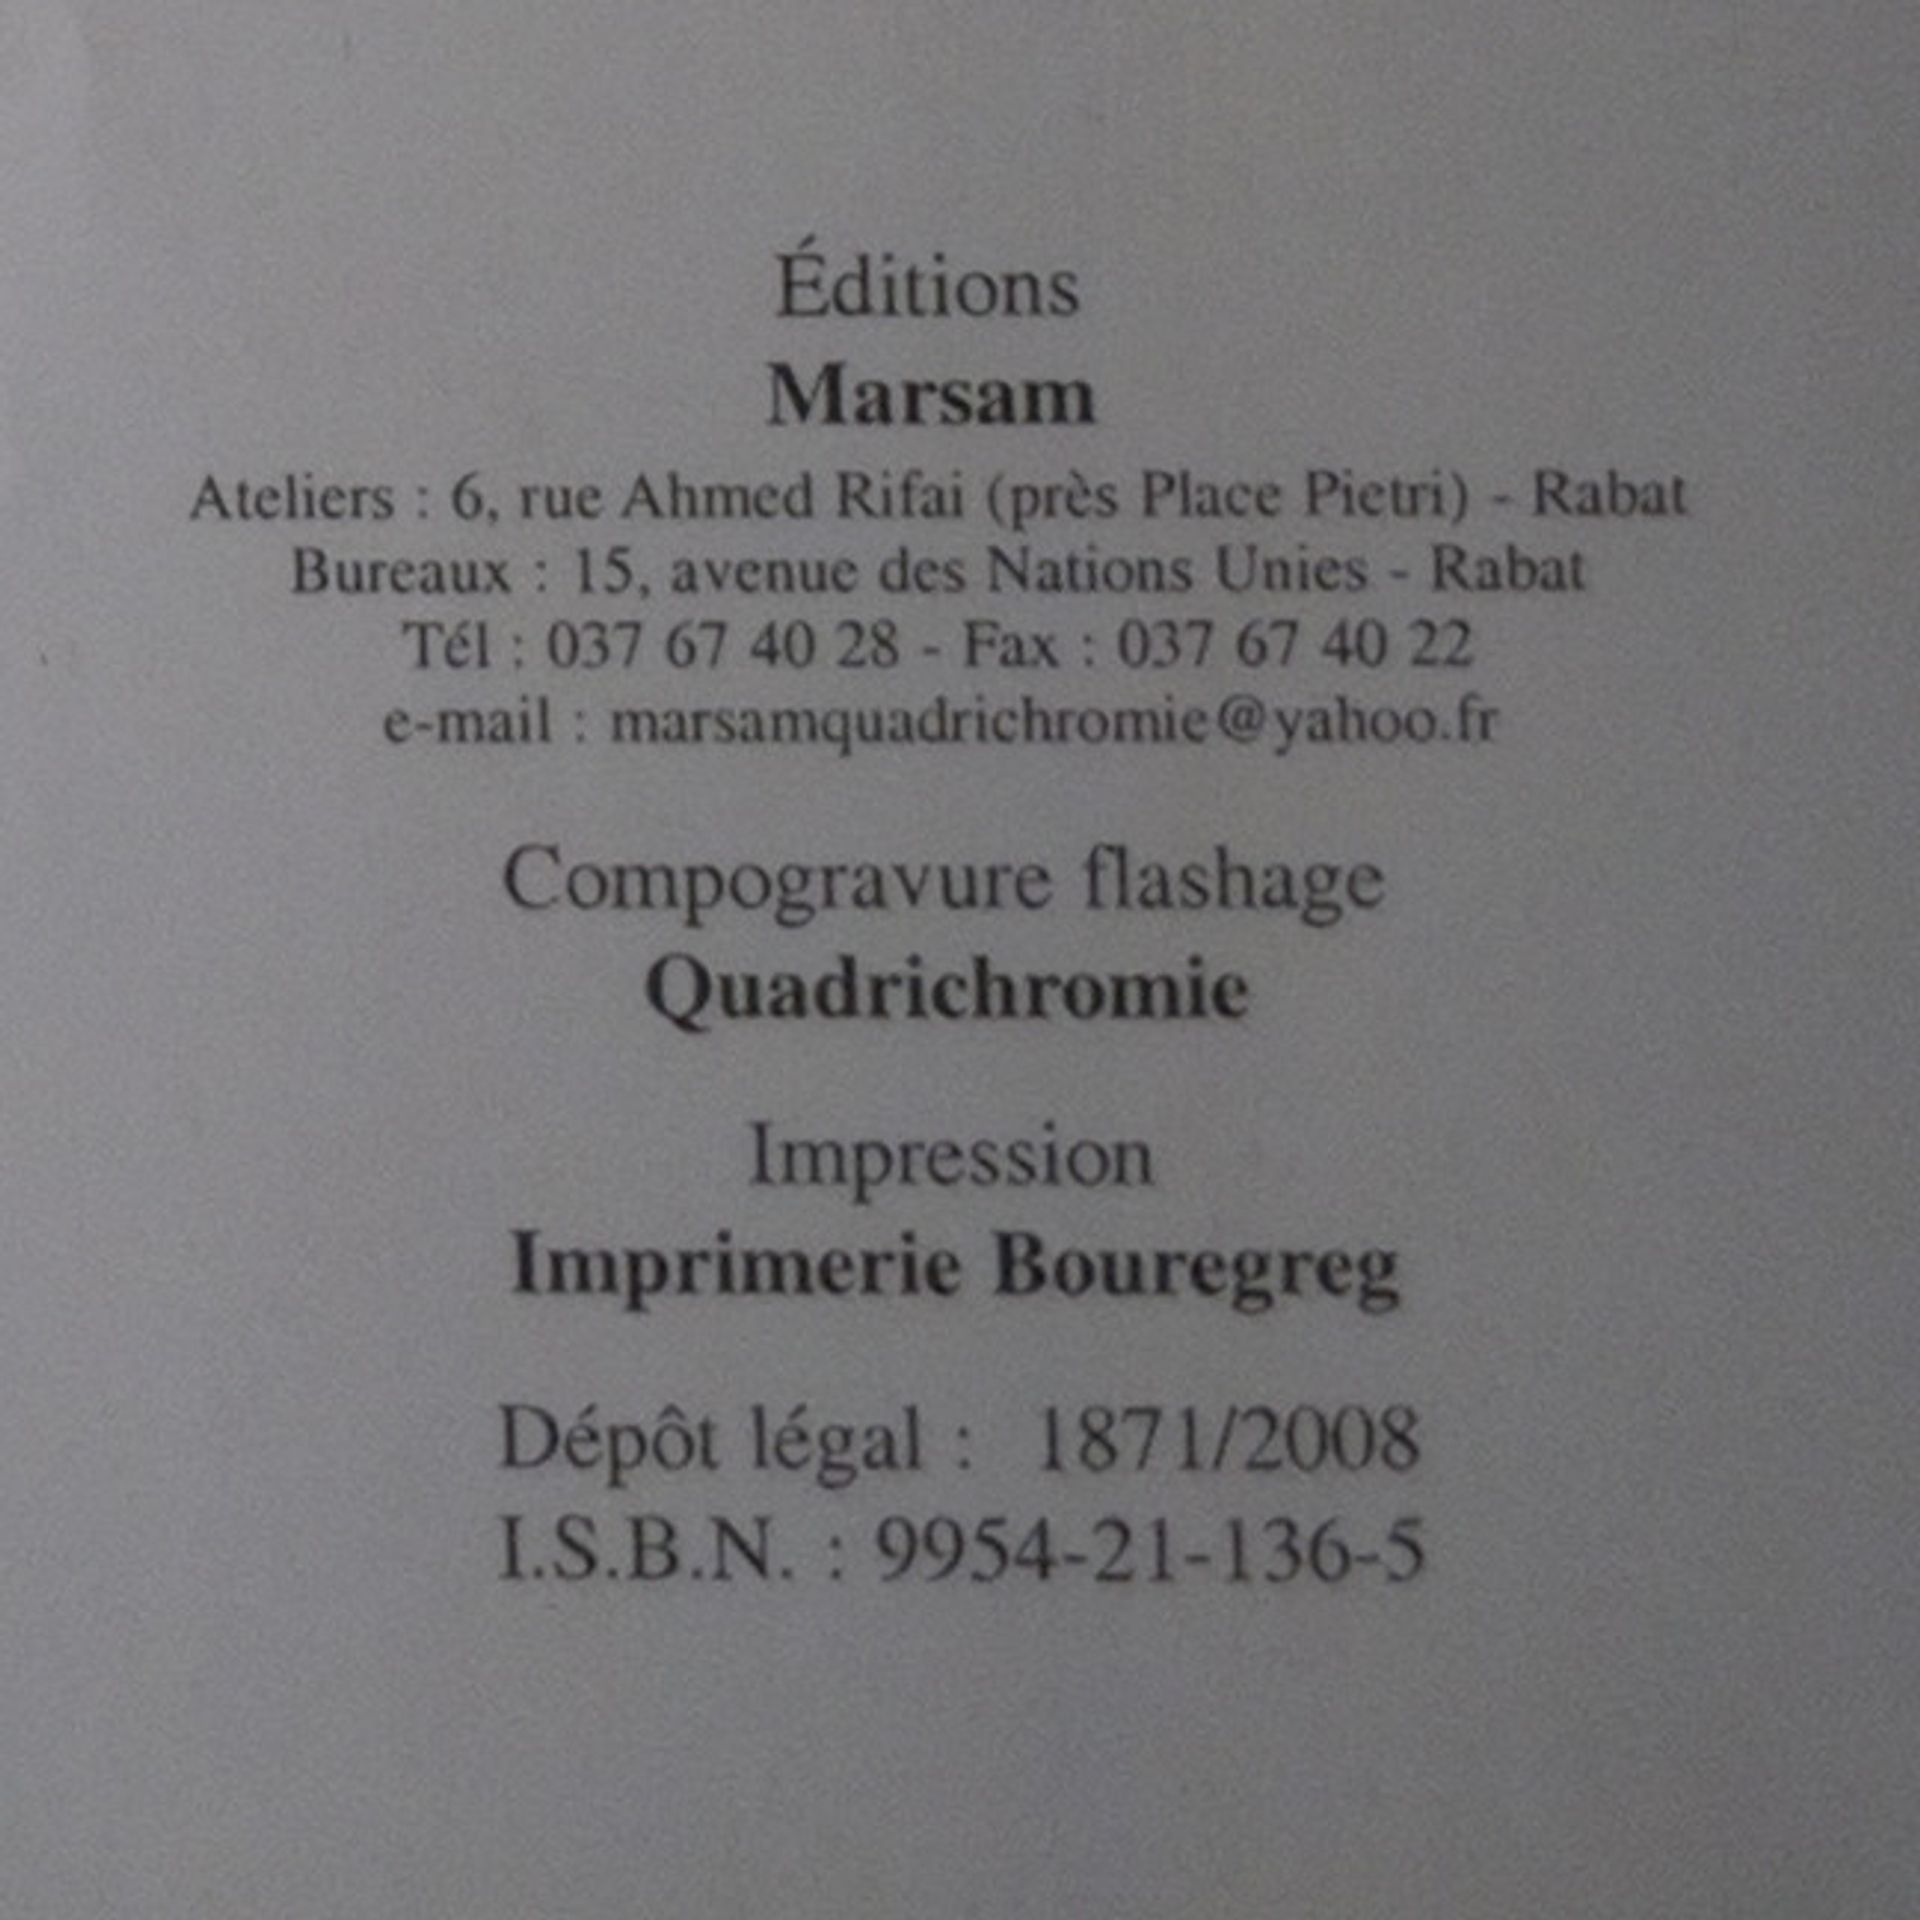 Éditions
Marsam
Ateliers : 6, rue Ahmed Rifai (près Place Pietri) - Rabat
Bureaux : 15, avenue des Nations Unies - Rabat
Tél : 037 67 40 28 - Fax : 037 67 40 22
e-mail : marsamquadrichromie@yahoo.fr
Compogravure flashage
Quadrichromie
Impression
Imprimerie Bouregreg
Dépôt légal : 1871/2008
I.S.B.N. : 9954-21-136-5